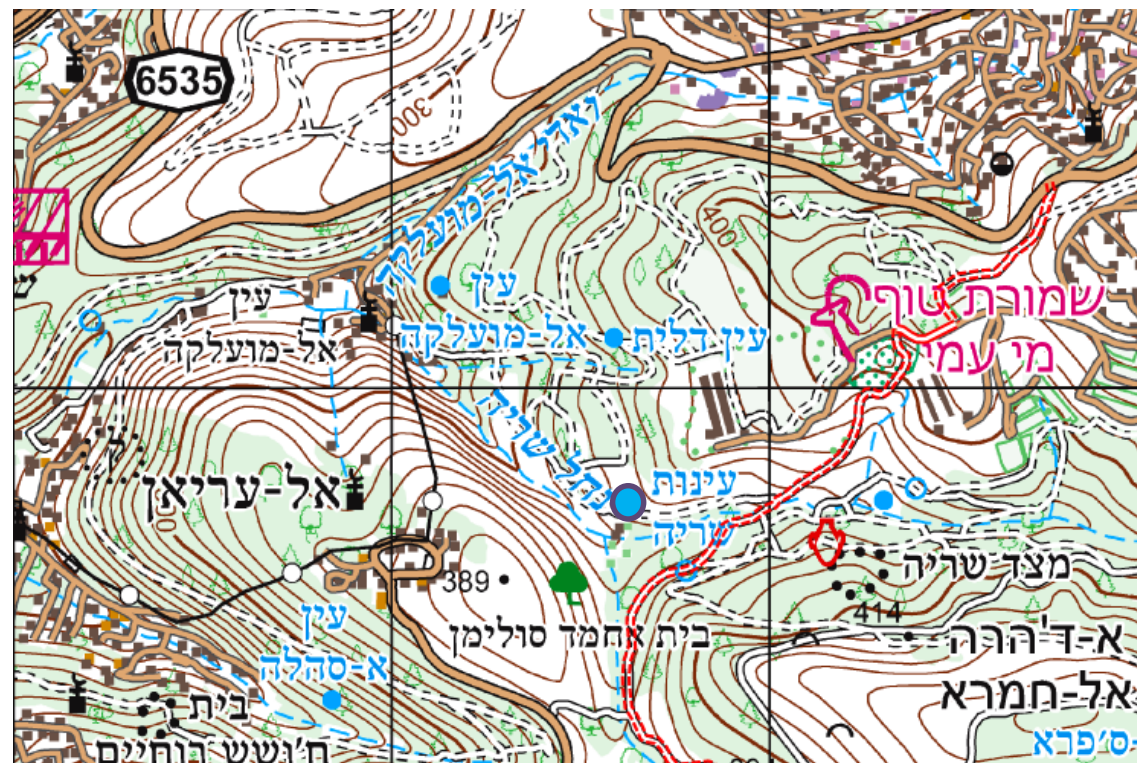 6535
300
ואדי אל-מועלקה
400
עין
אל-מועלקה
עין
אל-מועלקה
עין דלית
שמורת טוף
מי עמי
נחל שריה
עינות
שריה
אל-עריאן
מצד שריה
389
414
בית אחמד סולימן
א-ד'הרה
אל-חמרא
עין
א-סהלה
בית
ח'ושש רוחיים
ס'פרא